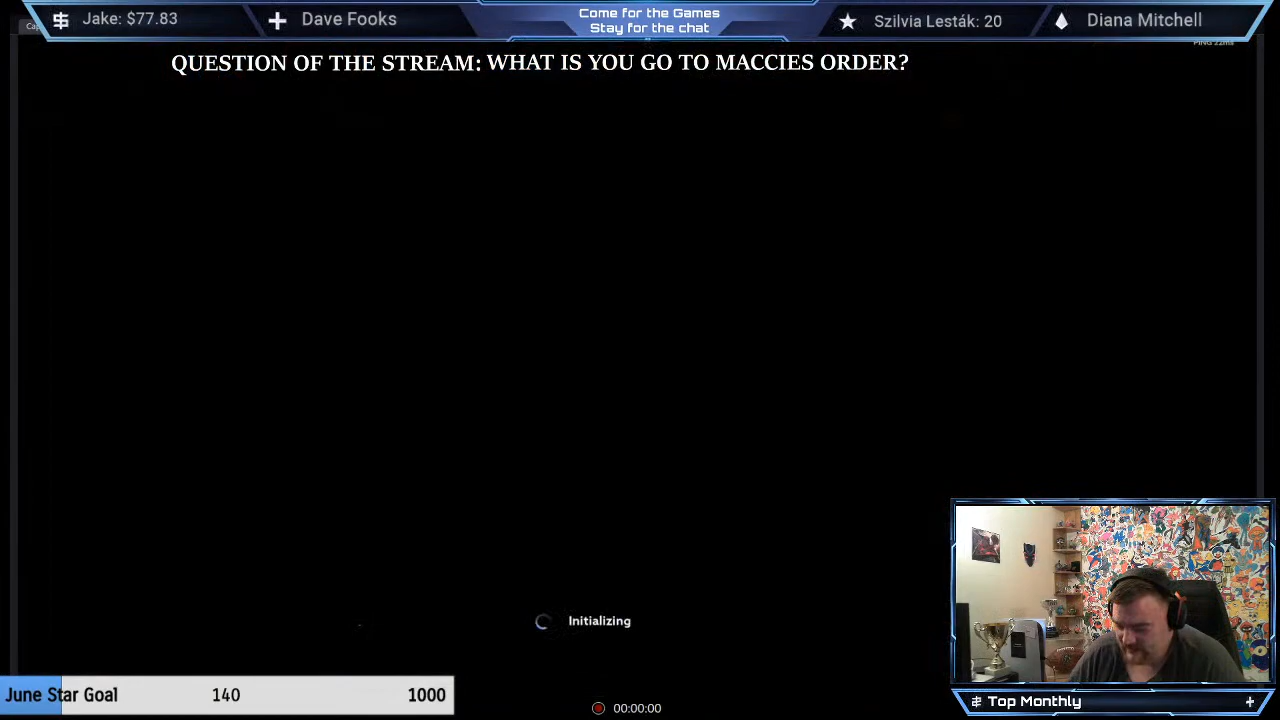 Jake: $77.83
Dave Fooks
Come for the Games
Stay for the chat
Szilvia Lesták: 20
Diana Mitchell
PING 22ms
QUESTION OF THE STREAM: WHAT IS YOU GO TO MACCIES ORDER?
Initializing
June Star Goal 140 1000
00:00:00
Top Monthly